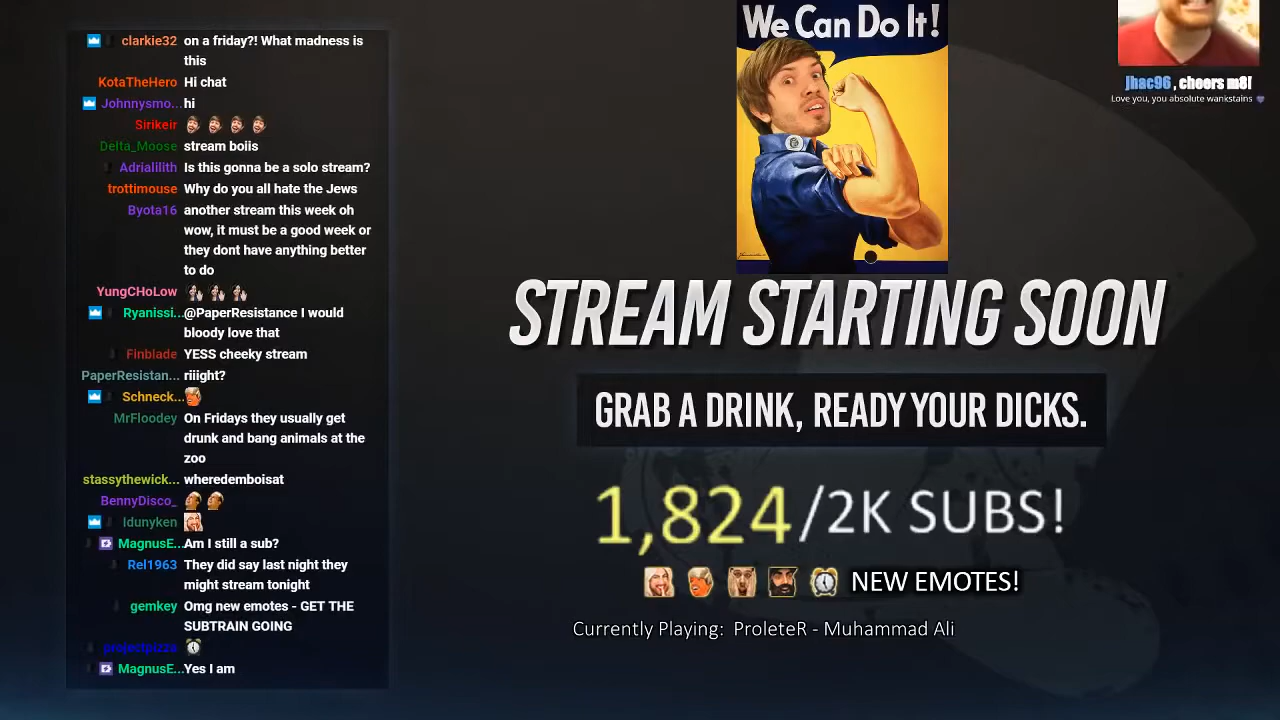 clarkie32 on a friday?! What madness is
this
KotaTheHero Hi chat
Johnnysmo... hi
Sirikeir
Delta_Moose stream boiis
Adrialilith Is this gonna be a solo stream?
trottimouse Why do you all hate the Jews
Byota16 another stream this week oh
wow, it must be a good week or
they dont have anything better
to do
YungCHoLow
Ryanissi... @PaperResistance I would
bloody love that
Finblade YESS cheeky stream
PaperResistan... riiight?
Schneck...
MrFloodey On Fridays they usually get
drunk and bang animals at the
zoo
stassythewick... wheredemboisat
BennyDisco_
Idunyken
MagnusE... Am I still a sub?
Rel1963 They did say last night they
might stream tonight
gemkey Omg new emotes - GET THE
SUBTRAIN GOING
projectpizza
MagnusE... Yes I am
We Can Do It!
jhac96 , cheers m8!
Love you, you absolute wankstains
STREAM STARTING SOON
GRAB A DRINK, READY YOUR DICKS.
1,824/2K SUBS!
NEW EMOTES!
Currently Playing: ProleteR - Muhammad Ali